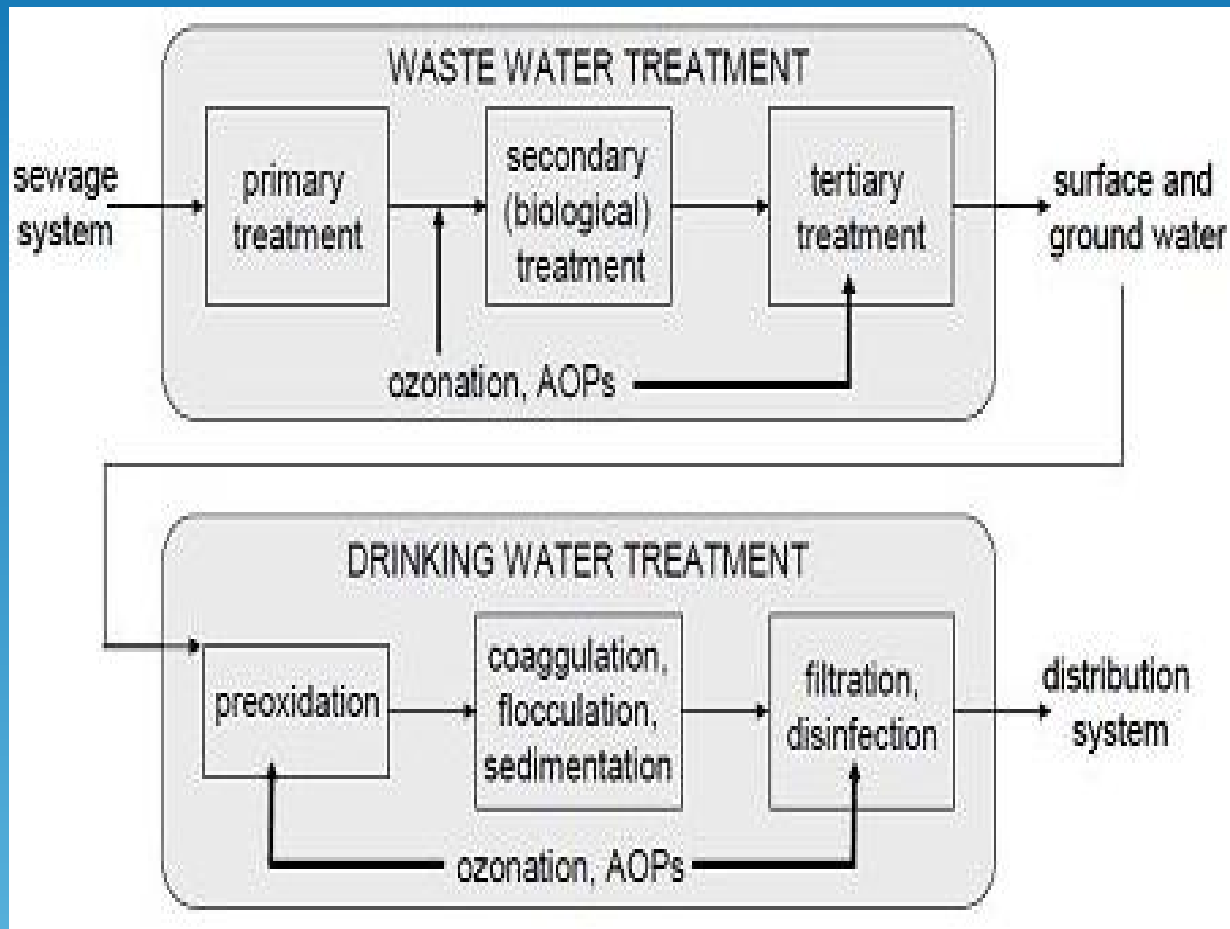 WASTE WATER TREATMENT
sewage
system
primary
treatment
secondary
(biological)
treatment
tertiary
treatment
surface and
ground water
ozonation, AOPs
DRINKING WATER TREATMENT
preoxidation
coaggulation,
flocculation,
sedimentation
filtration,
disinfection
distribution
system
ozonation, AOPs